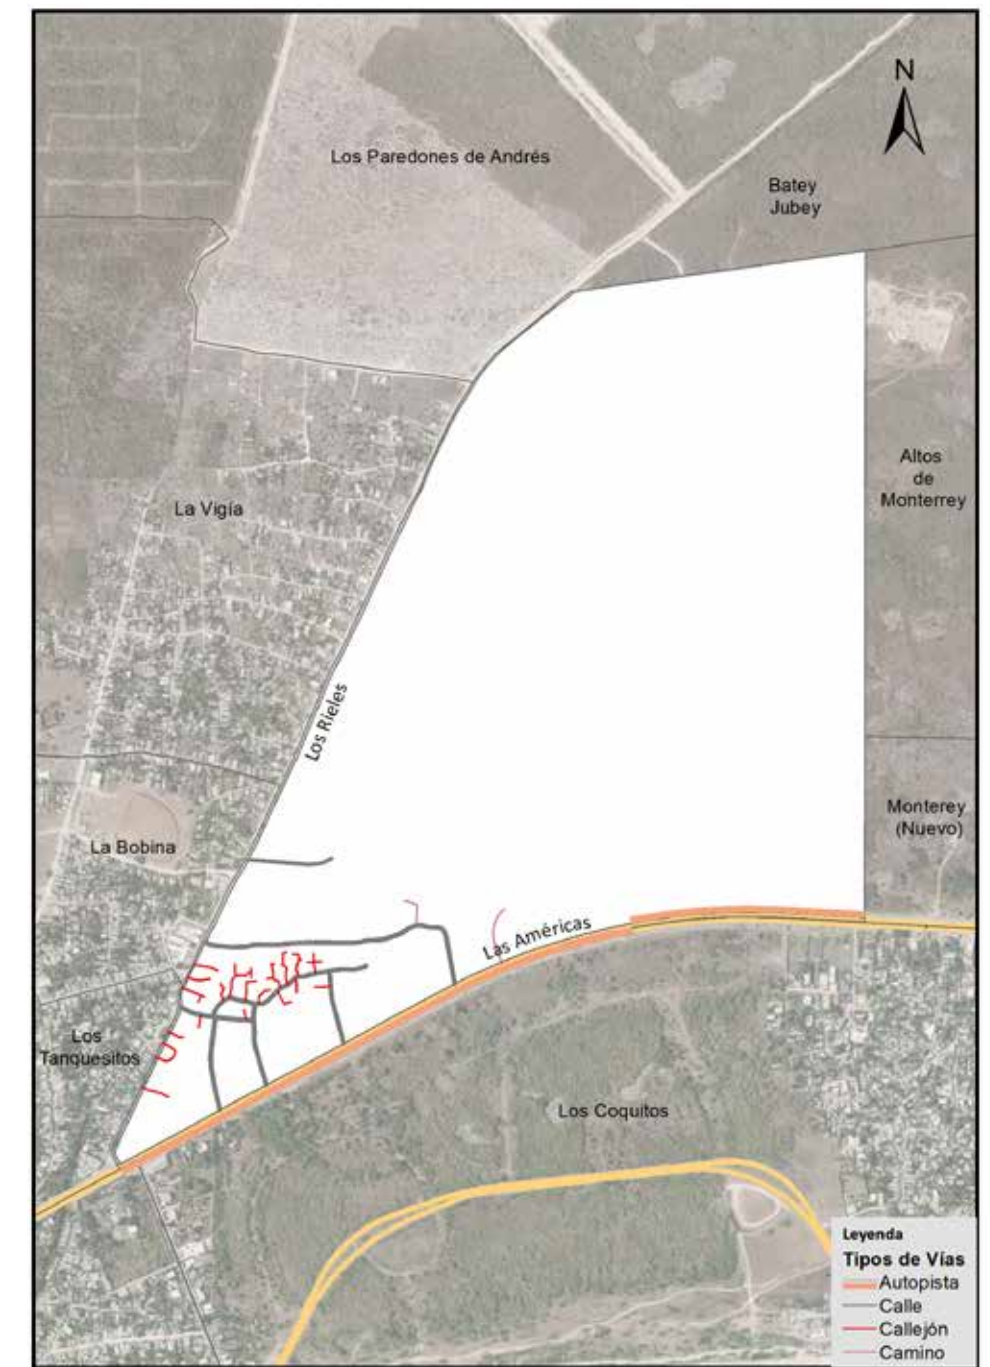 N
Los Paredones de Andrés
Batey
Jubey
Altos
de
Monterrey
La Vigía
Los Rieles
Monterey
(Nuevo)
La Bobina
Las Américas
Los
Tanquesitos
Los Coquitos
Leyenda
Tipos de Vías
Autopista
Calle
Callejón
Camino